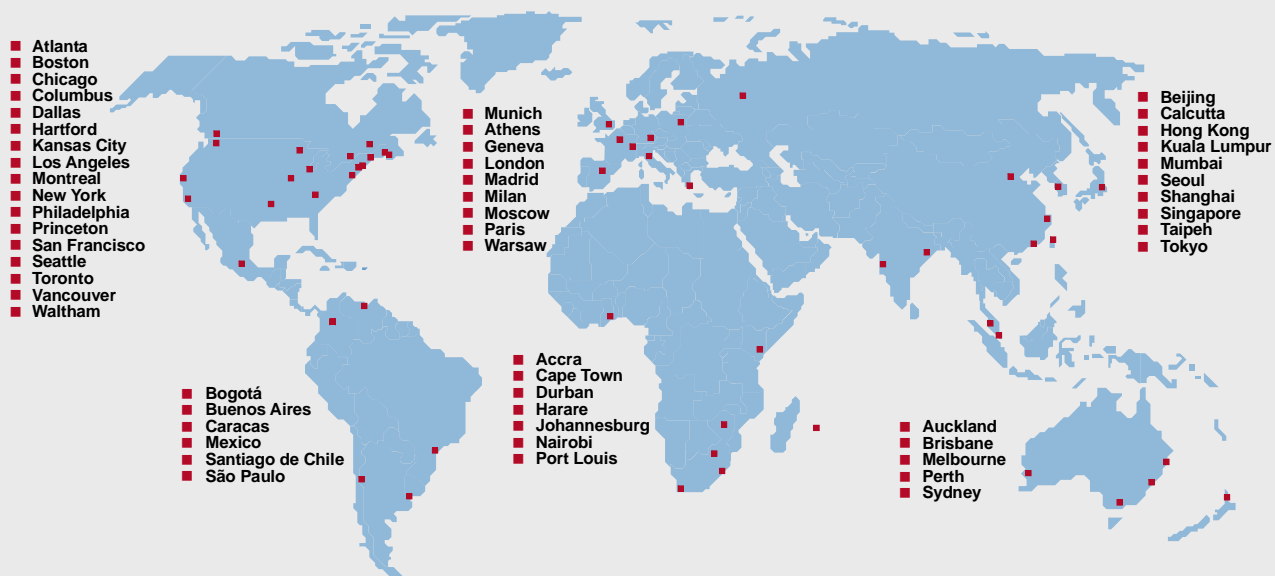 Atlanta
Boston
Chicago
Columbus
Dallas
Hartford
Kansas City
Los Angeles
Montreal
New York
Philadelphia
Princeton
San Francisco
Seattle
Toronto
Vancouver
Waltham
Munich
Athens
Geneva
London
Madrid
Milan
Moscow
Paris
Warsaw
Beijing
Calcutta
Hong Kong
Kuala Lumpur
Mumbai
Seoul
Shanghai
Singapore
Taipeh
Tokyo
Bogotá
Buenos Aires
Caracas
Mexico
Santiago de Chile
São Paulo
Accra
Cape Town
Durban
Harare
Johannesburg
Nairobi
Port Louis
Auckland
Brisbane
Melbourne
Perth
Sydney